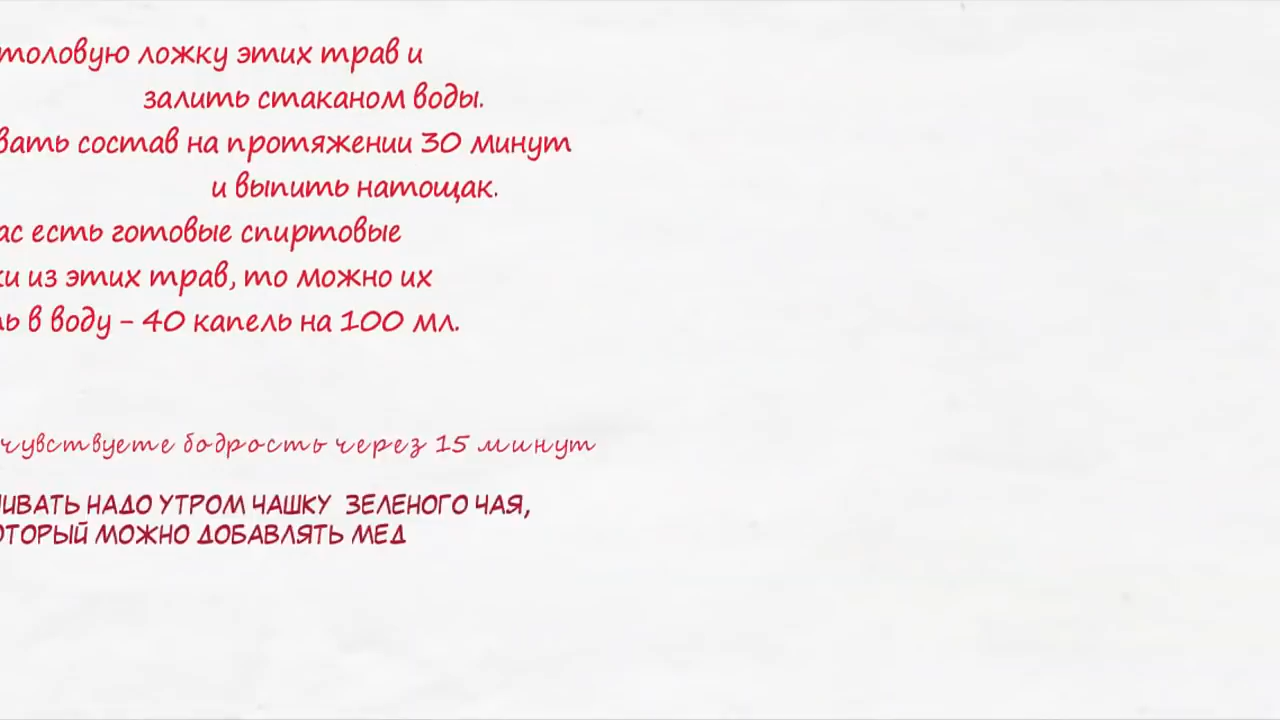 толовую ложку этих трав и
залить стаканом воды.
вать состав на протяжении 30 минут
и выпить натощак.
ас есть готовые спиртовые
ки из этих трав, то можно их
ль в воду - 40 капель на 100 мл.
чувствуете бодрость через 15 минут
ИВАТЬ НАДО УТРОМ ЧАШКУ ЗЕЛЕНОГО ЧАЯ,
ОТОРЫЙ МОЖНО ДОБАВЛЯТЬ МЕД